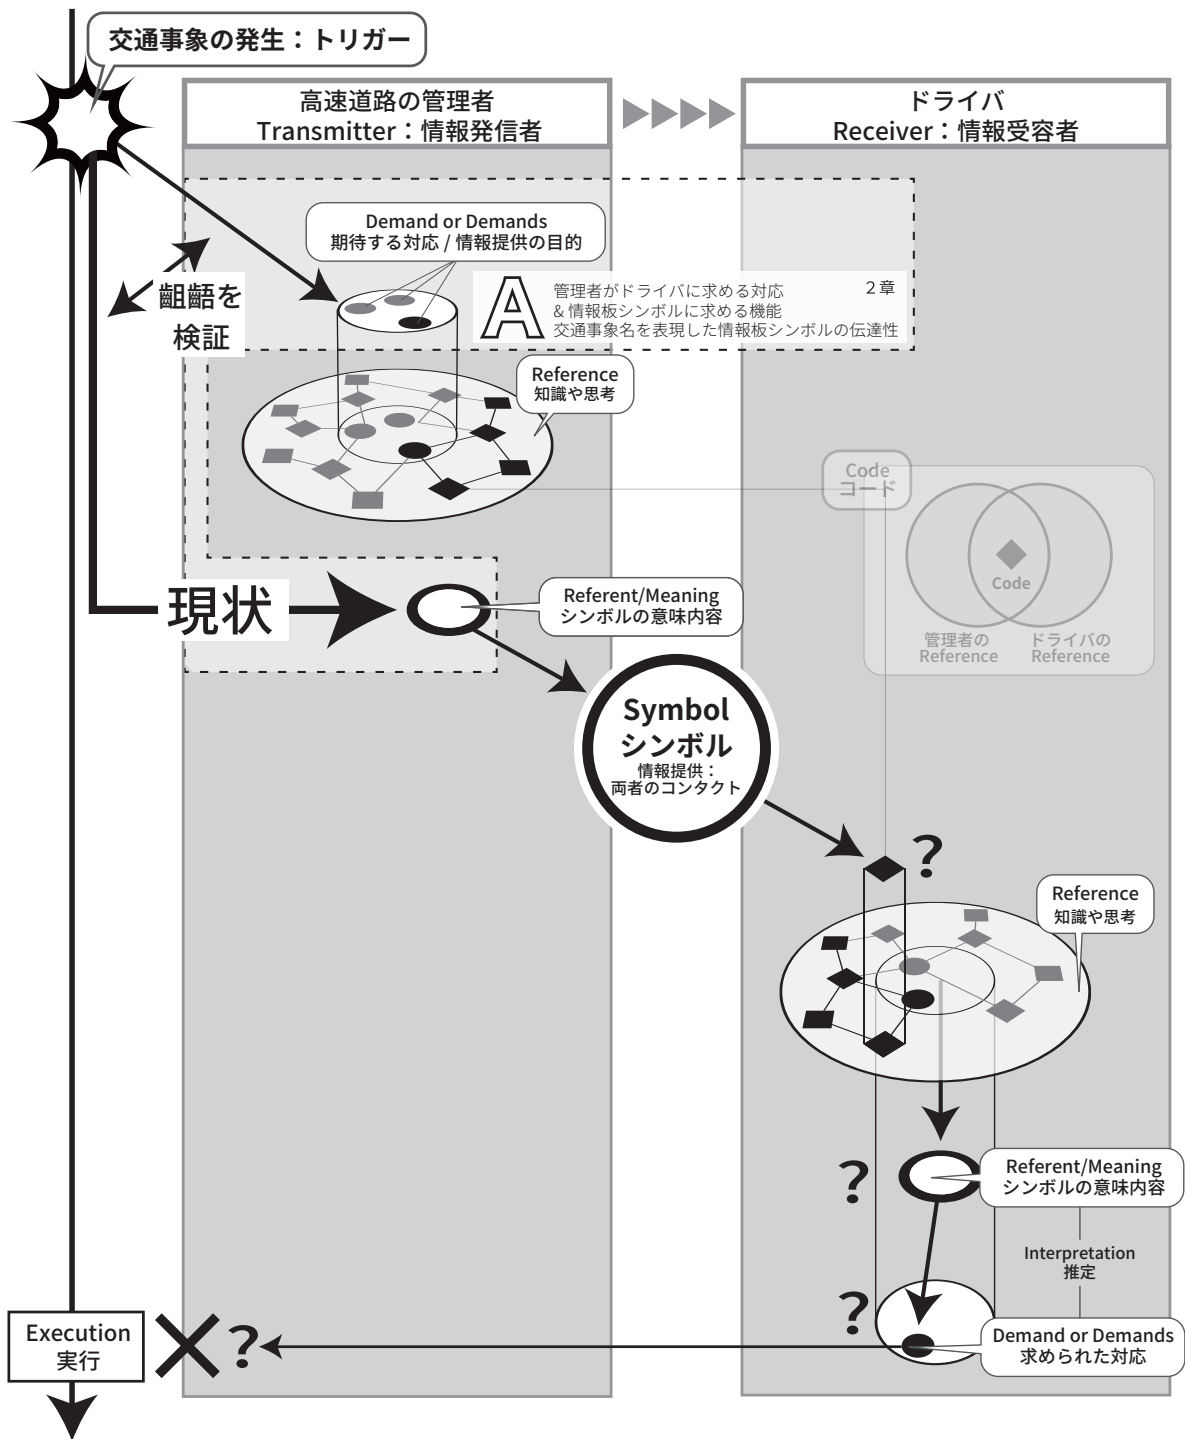 交通事象の発生：トリガー
高速道路の管理者
Transmitter：情報発信者
ドライバ
Receiver：情報受容者
Demand or Demands
期待する対応 / 情報提供の目的
齟齬を
検証
A
管理者がドライバに求める対応
２章
& 情報板シンボルに求める機能
交通事象名を表現した情報板シンボルの伝達性
Reference
知識や思考
Code
コード
Code
管理者の
Reference
ドライバの
Reference
現状
Referent/Meaning
シンボルの意味内容
Symbol
シンボル
情報提供：
両者のコンタクト
?
Reference
知識や思考
?
Referent/Meaning
シンボルの意味内容
Interpretation
推定
?
Demand or Demands
求められた対応
Execution
実行
?